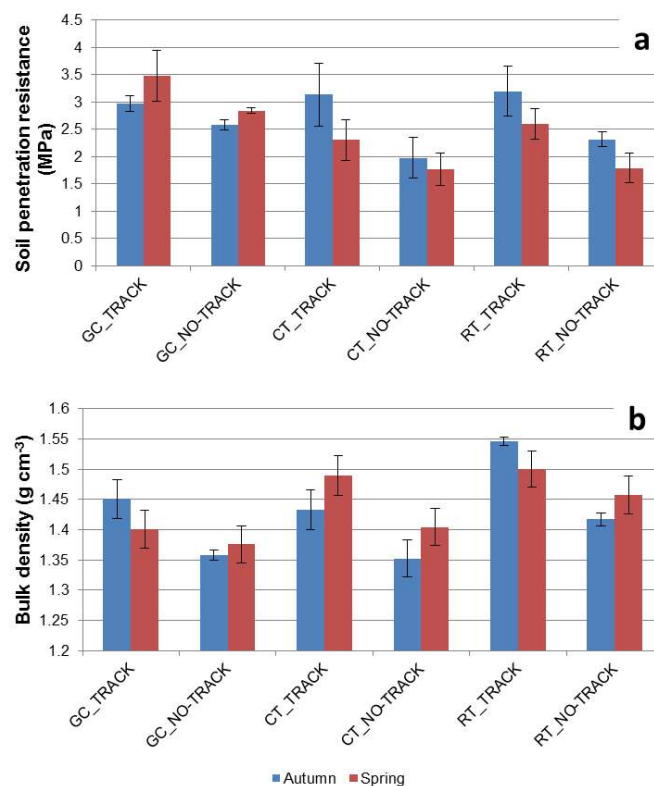 a
Soil penetration resistance
(MPa)
4.5
4
3.5
3
2.5
2
1.5
1
0.5
0
GC_TRACK
GC_NO-TRACK
CT_TRACK
CT_NO-TRACK
RT_TRACK
RT_NO-TRACK
b
Bulk density (g cm-3)
1.6
1.55
1.5
1.45
1.4
1.35
1.3
1.25
1.2
GC_TRACK
GC_NO-TRACK
CT_TRACK
CT_NO-TRACK
RT_TRACK
RT_NO-TRACK
Autumn Spring